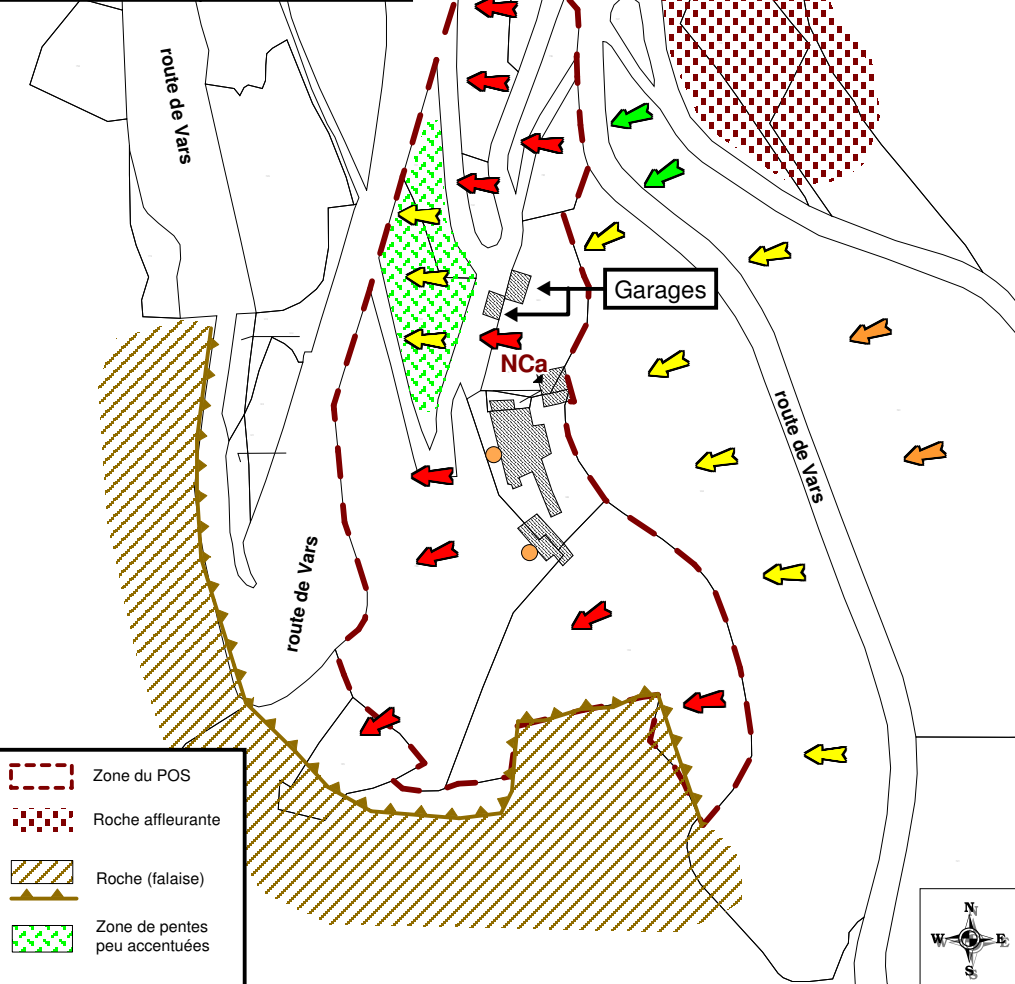 route de Vars
Garages
NCa
route de Vars
route de Vars
Zone du POS
Roche affleurante
Roche (falaise)
Zone de pentes
peu accentuées
N
W E
S